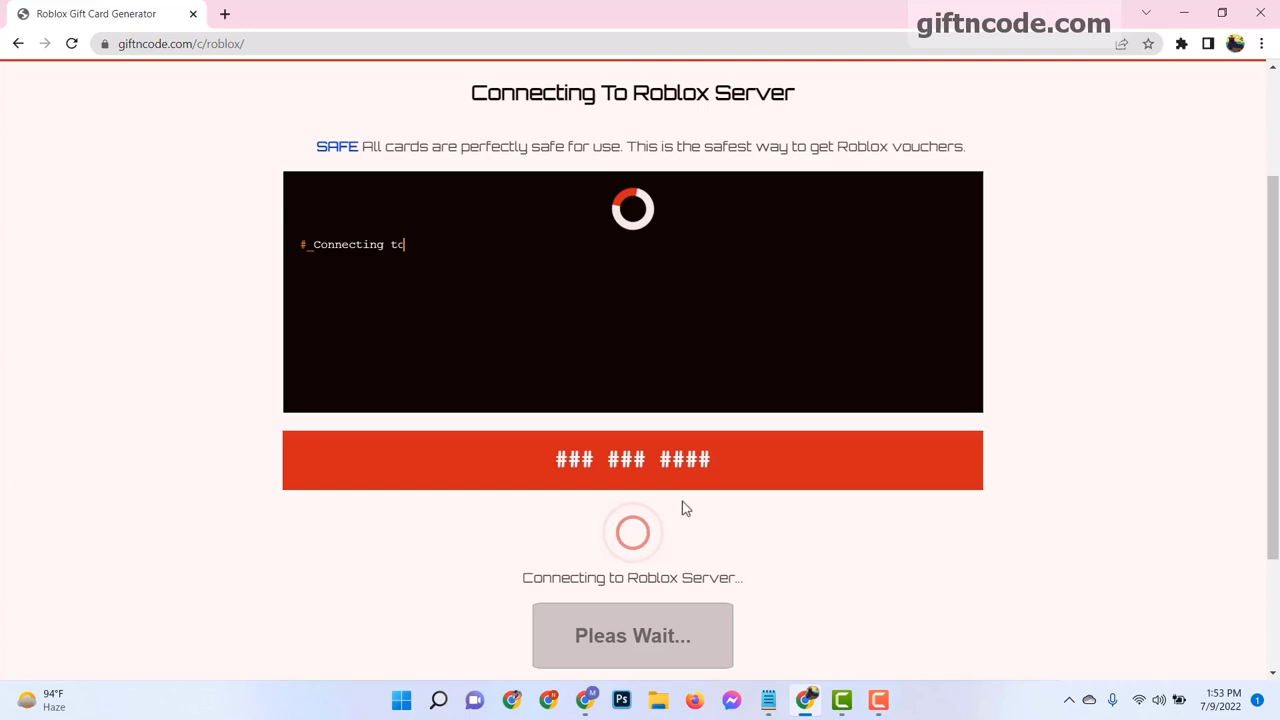 Roblox Gift Card Generator
giftncode.com
giftncode.com/c/roblox/
Connecting To Roblox Server
SAFE All cards are perfectly safe for use. This is the safest way to get Roblox vouchers.
#_Connecting to
### ### ####
Connecting to Roblox Server...
Pleas Wait...
94°F
Haze
Ps
M
N
1:53 PM
7/9/2022
1